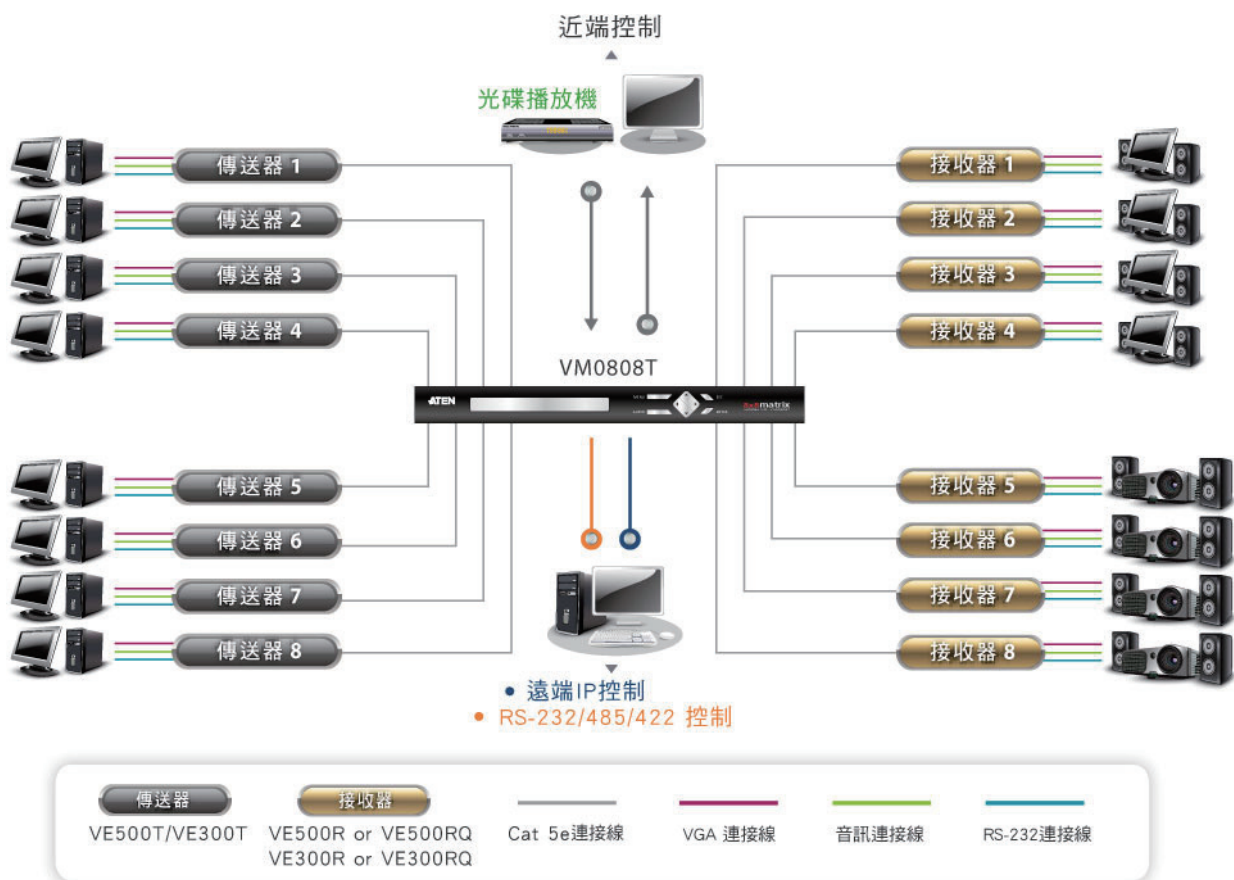 近端控制
光碟播放機
傳送器 1
傳送器 2
傳送器 3
傳送器 4
接收器 1
接收器 2
接收器 3
接收器 4
VM0808T
ATEN
matrix
傳送器 5
傳送器 6
傳送器 7
傳送器 8
接收器 5
接收器 6
接收器 7
接收器 8
• 遠端IP控制
• RS-232/485/422 控制
傳送器
VE500T/VE300T
接收器
VE500R or VE500RQ
VE300R or VE300RQ
Cat 5e連接線
VGA 連接線
音訊連接線
RS-232連接線